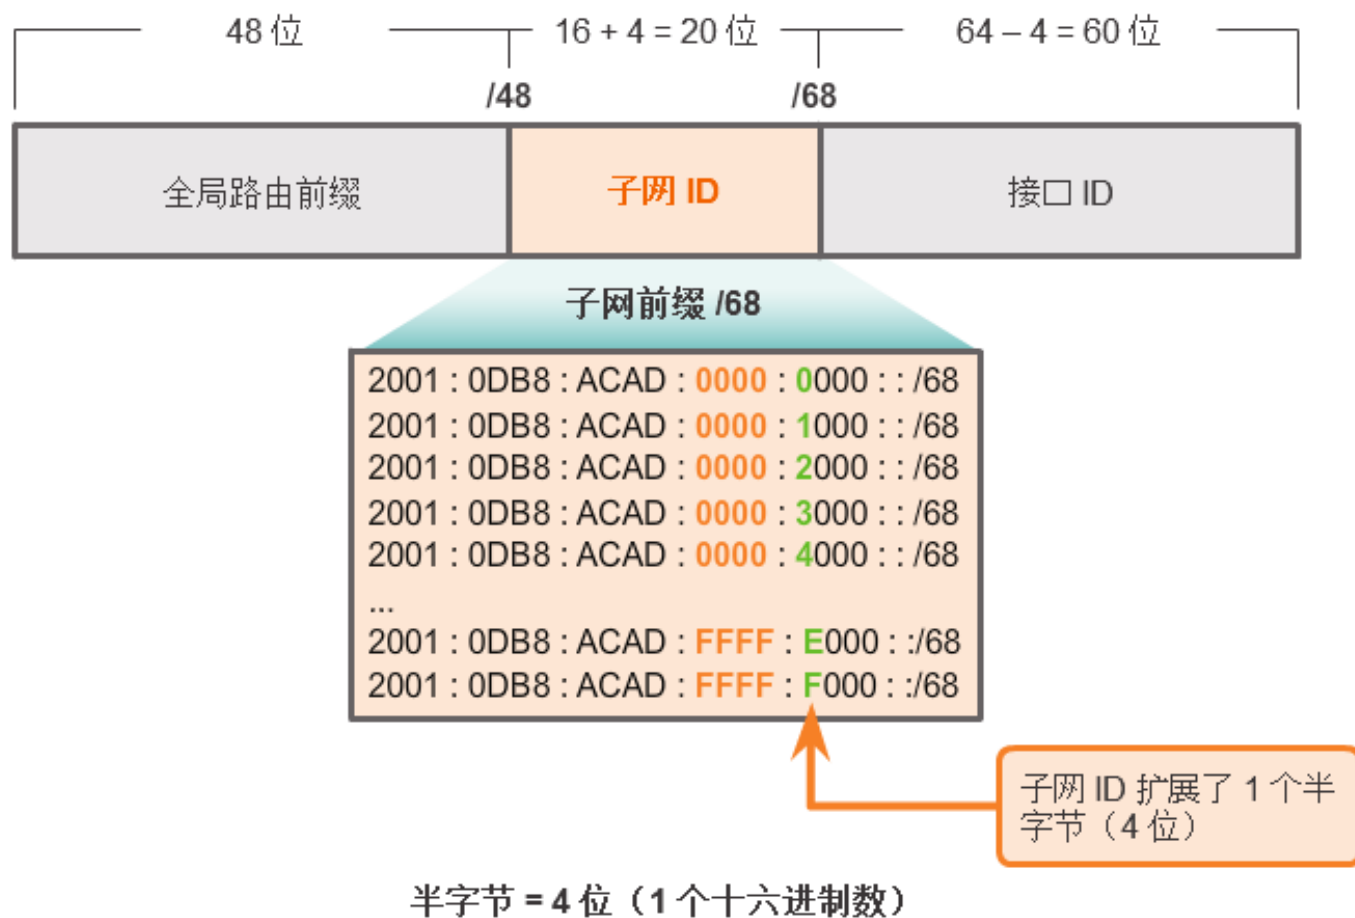 48 位
16 + 4 = 20 位
64 – 4 = 60 位
/48
/68
全局路由前缀
子网 ID
接口 ID
子网前缀 /68
2001 : 0DB8 : ACAD : 0000 : 0000 : : /68
2001 : 0DB8 : ACAD : 0000 : 1000 : : /68
2001 : 0DB8 : ACAD : 0000 : 2000 : : /68
2001 : 0DB8 : ACAD : 0000 : 3000 : : /68
2001 : 0DB8 : ACAD : 0000 : 4000 : : /68
...
2001 : 0DB8 : ACAD : FFFF : E000 : :/68
2001 : 0DB8 : ACAD : FFFF : F000 : :/68
子网 ID 扩展了 1 个半
字节（4 位）
半字节 = 4 位（1 个十六进制数）